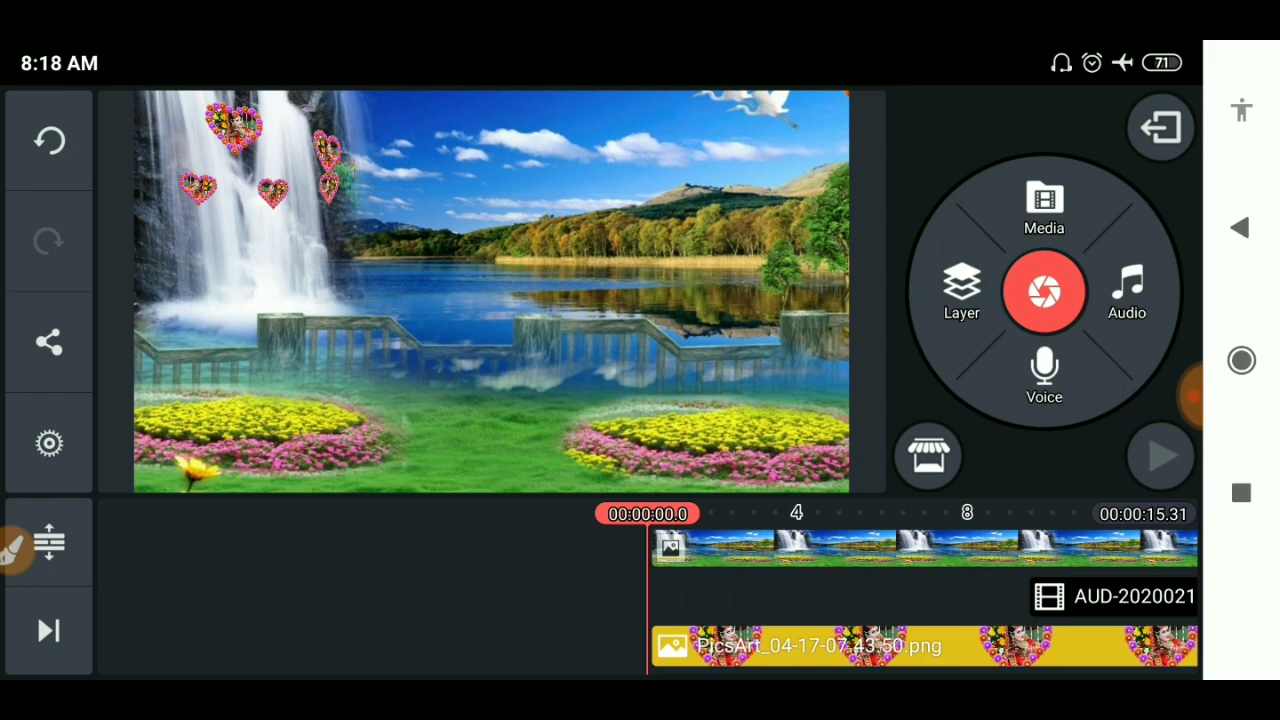 8:18 AM
71
Media
Layer
Audio
Voice
00:00:00.0
4
8
00:00:15.31
AUD-2020021
PicsArt_04-17-07.43.50.png